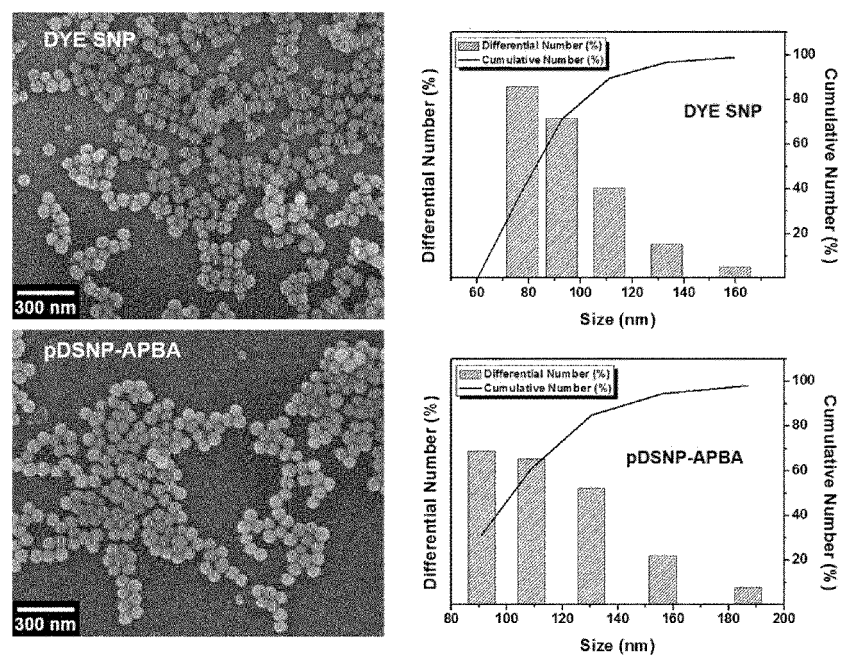 DYE SNP
300 nm
Differential Number (%)
Cumulative Number (%)
DYE SNP
Differential Number (%)
Cumulative Number (%)
100
80
60
40
20
60 80 100 120 140 160
Size (nm)
pDSNP-APBA
300 nm
Differential Number (%)
Cumulative Number (%)
pDSNP-APBA
Differential Number (%)
Cumulative Number (%)
100
80
60
40
20
80 100 120 140 160 180 200
Size (nm)